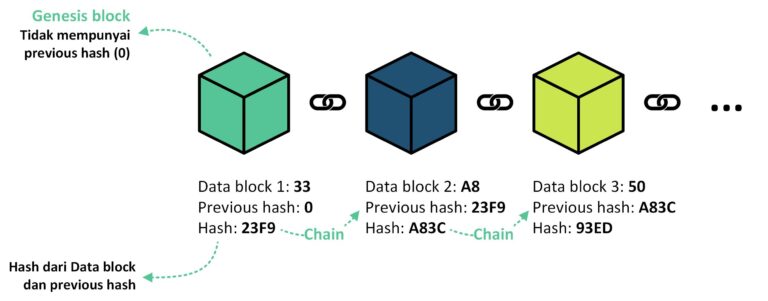 Genesis block
Tidak mempunyai
previous hash (0)
...
Data block 1: 33
Previous hash: 0
Hash: 23F9
Chain
Data block 2: A8
Previous hash: 23F9
Hash: A83C
Chain
Data block 3: 50
Previous hash: A83C
Hash: 93ED
Hash dari Data block
dan previous hash